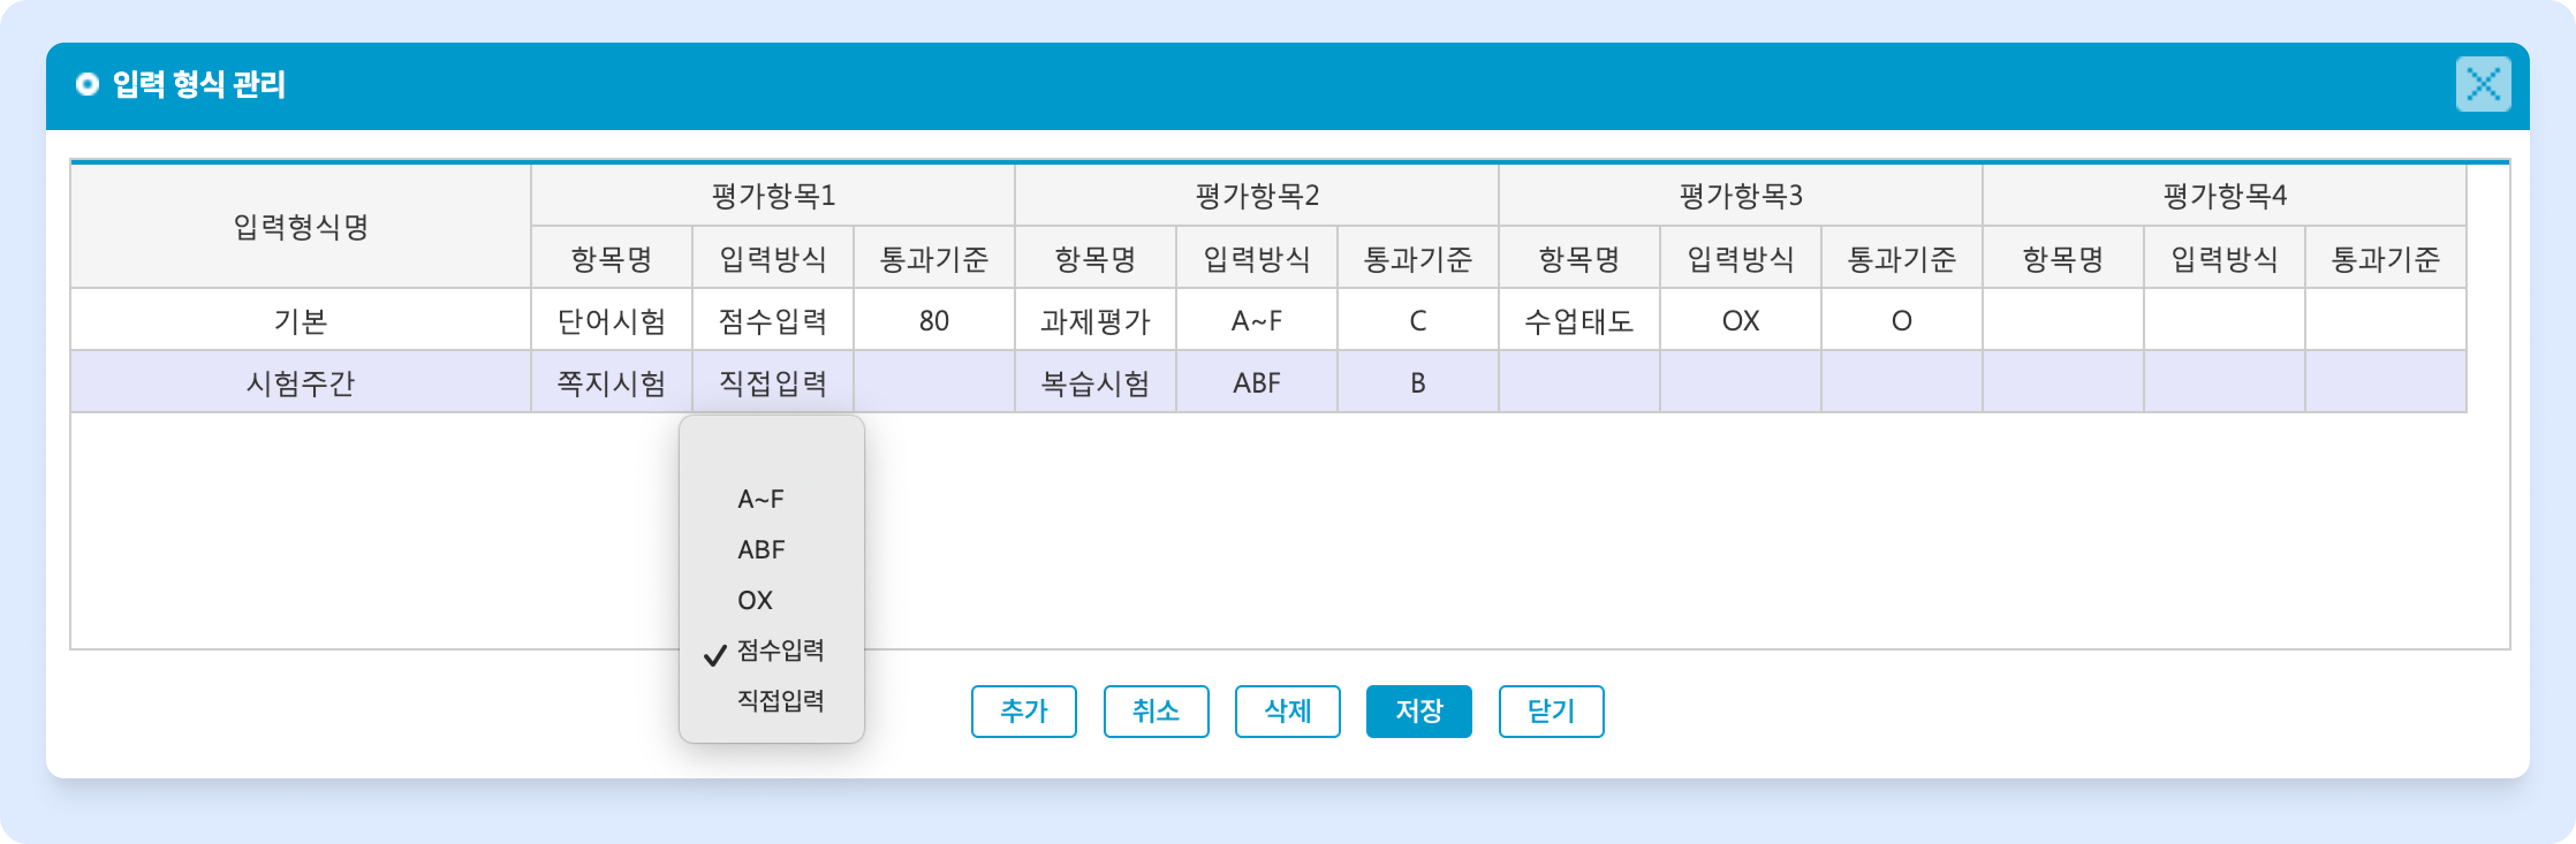 입력 형식 관리
입력형식명 평가항목1 평가항목2 평가항목3 평가항목4
항목명 입력방식 통과기준 항목명 입력방식 통과기준 항목명 입력방식 통과기준 항목명 입력방식 통과기준
기본 단어시험 점수입력 80 과제평가 A~F C 수업태도 OX O
시험주간 쪽지시험 직접입력 복습시험 ABF B
A~F
ABF
OX
점수입력
직접입력
추가 취소 삭제 저장 닫기